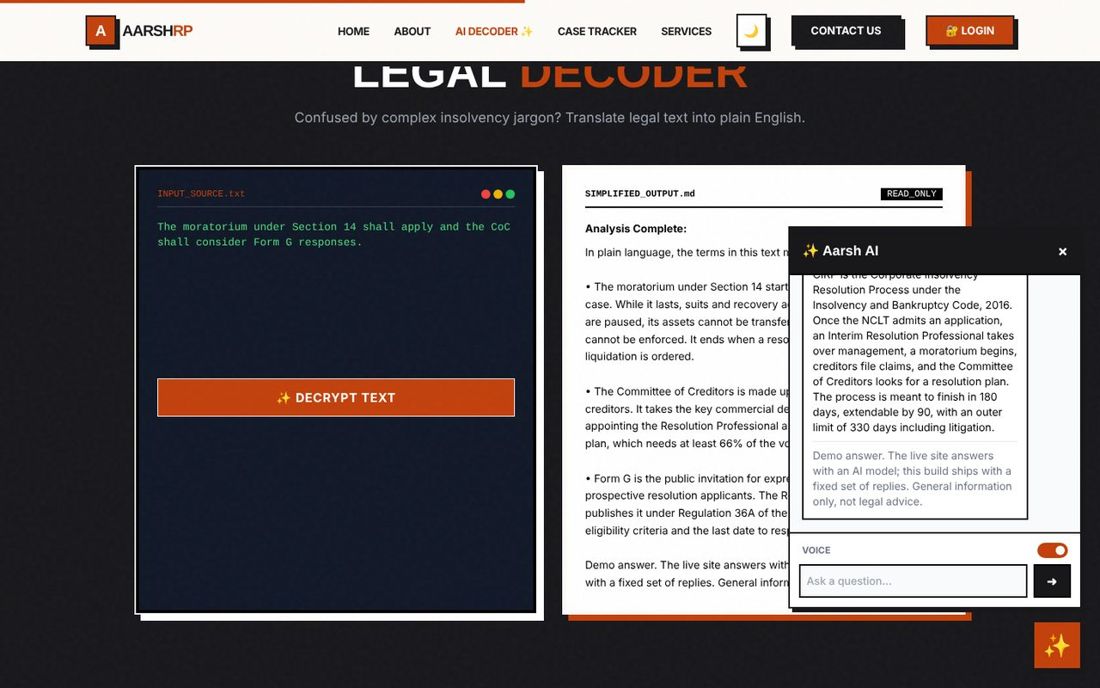 A AARSHRP
HOME ABOUT AI DECODER ✨ CASE TRACKER SERVICES CONTACT US 🔐 LOGIN
LEGAL DECODER
Confused by complex insolvency jargon? Translate legal text into plain English.
INPUT_SOURCE.txt
The moratorium under Section 14 shall apply and the CoC
shall consider Form G responses.
✨ DECRYPT TEXT
SIMPLIFIED_OUTPUT.md READ_ONLY
Analysis Complete:
In plain language, the terms in this text
• The moratorium under Section 14 start
case. While it lasts, suits and recovery
are paused, its assets cannot be
cannot be enforced. It ends when a
liquidation is ordered.
• The Committee of Creditors is made up
creditors. It takes the key commercial
appointing the Resolution Professional
plan, which needs at least 66% of the
• Form G is the public invitation for
prospective resolution applicants. The
publishes it under Regulation 36A of the
eligibility criteria and the last date to
Demo answer. The live site answers with
with a fixed set of replies. General
✨ Aarsh AI ×
CIRP is the Corporate Insolvency
Resolution Process under the
Insolvency and Bankruptcy Code, 2016.
Once the NCLT admits an application,
an Interim Resolution Professional takes
over management, a moratorium begins,
creditors file claims, and the Committee
of Creditors looks for a resolution plan.
The process is meant to finish in 180
days, extendable by 90, with an outer
limit of 330 days including litigation.
Demo answer. The live site answers
with an AI model; this build ships with a
fixed set of replies. General information
only, not legal advice.
VOICE
Ask a question...
➜